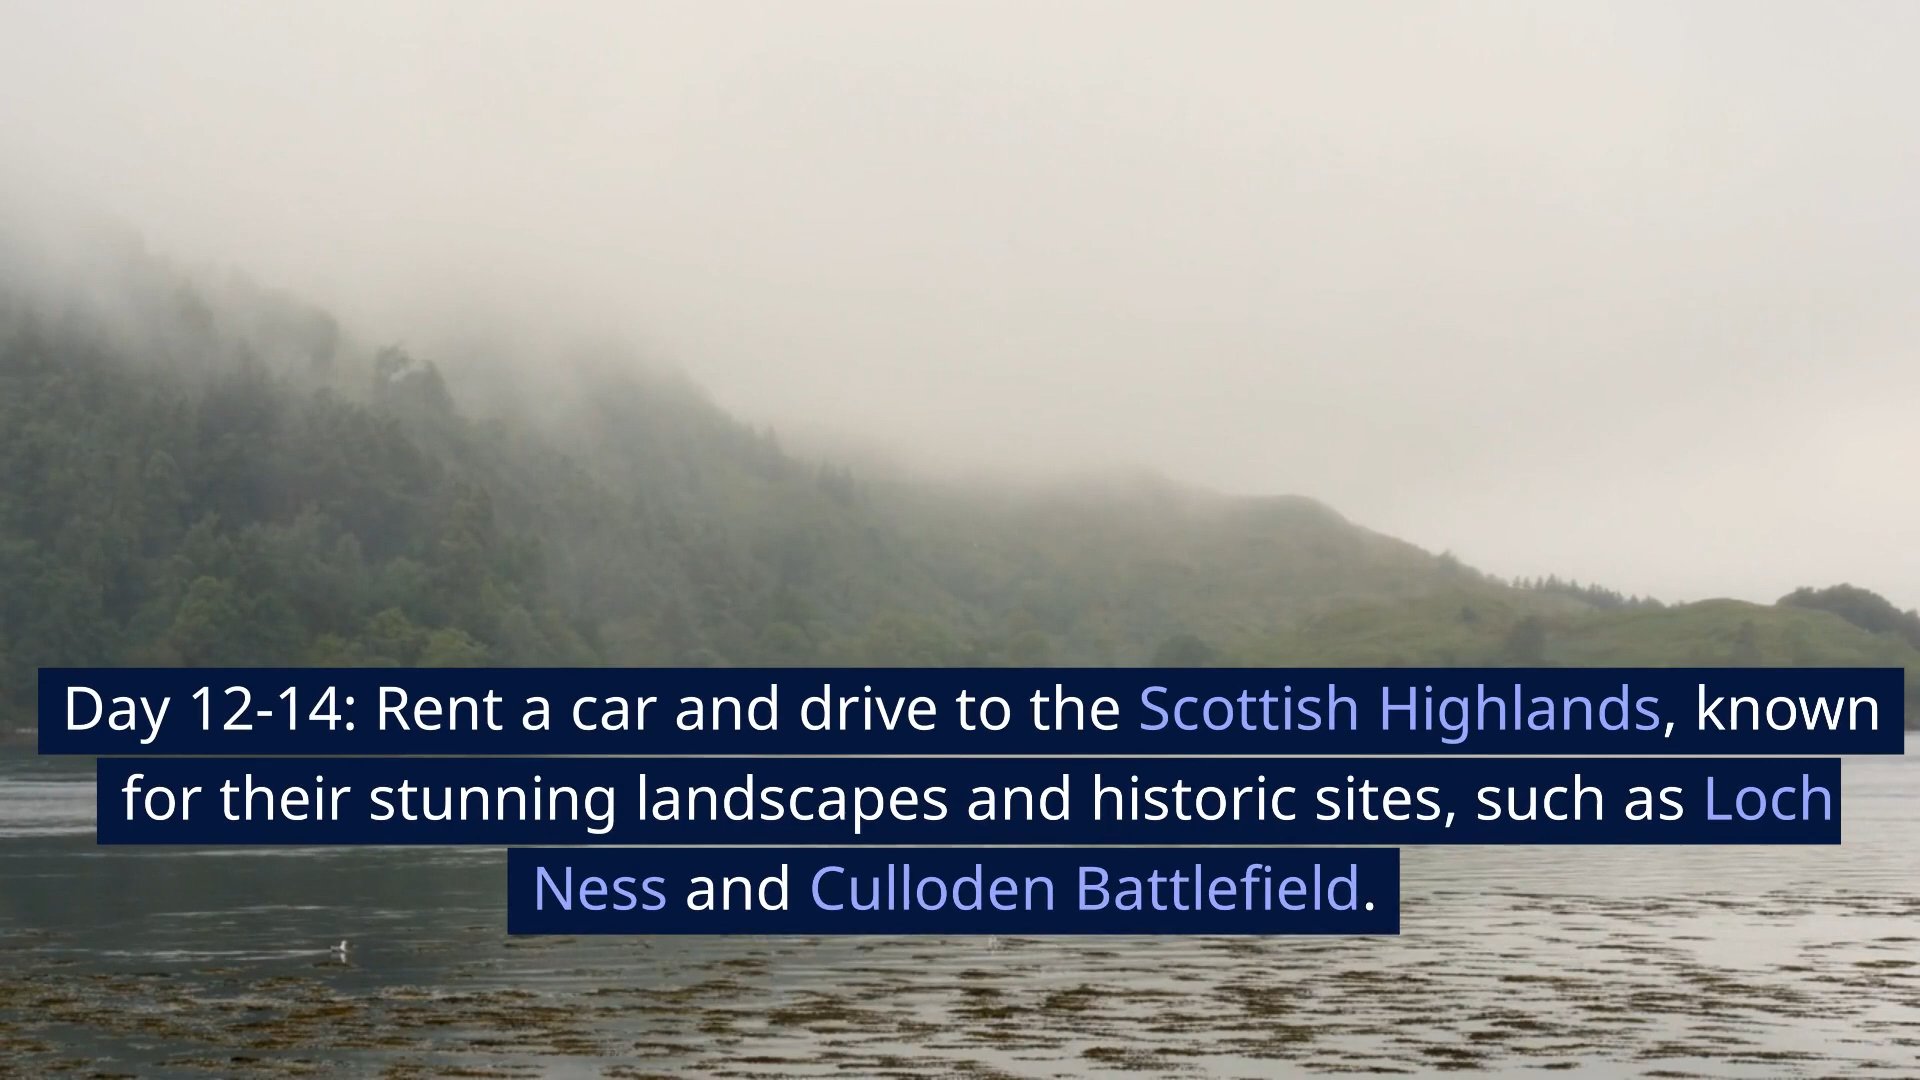 Day 12-14: Rent a car and drive to the Scottish Highlands, known
for their stunning landscapes and historic sites, such as Loch
Ness and Culloden Battlefield.